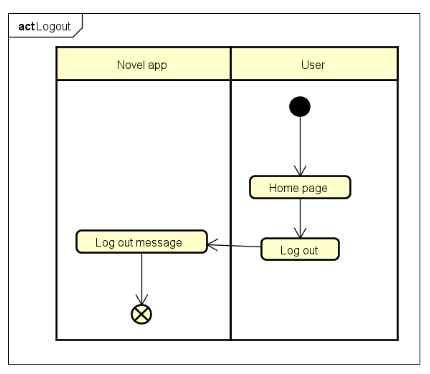 act Logout
Novel app
User
Home page
Log out message
Log out